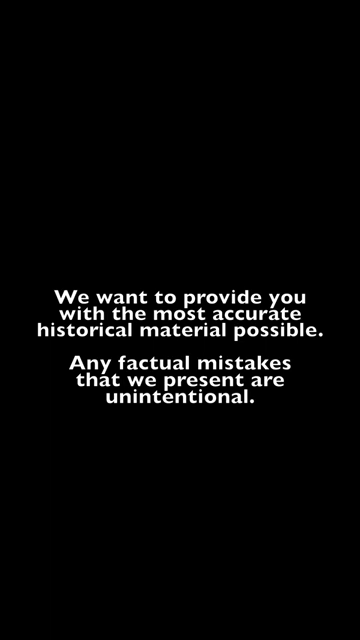 We want to provide you
with the most accurate
historical material possible.
Any factual mistakes
that we present are
unintentional.